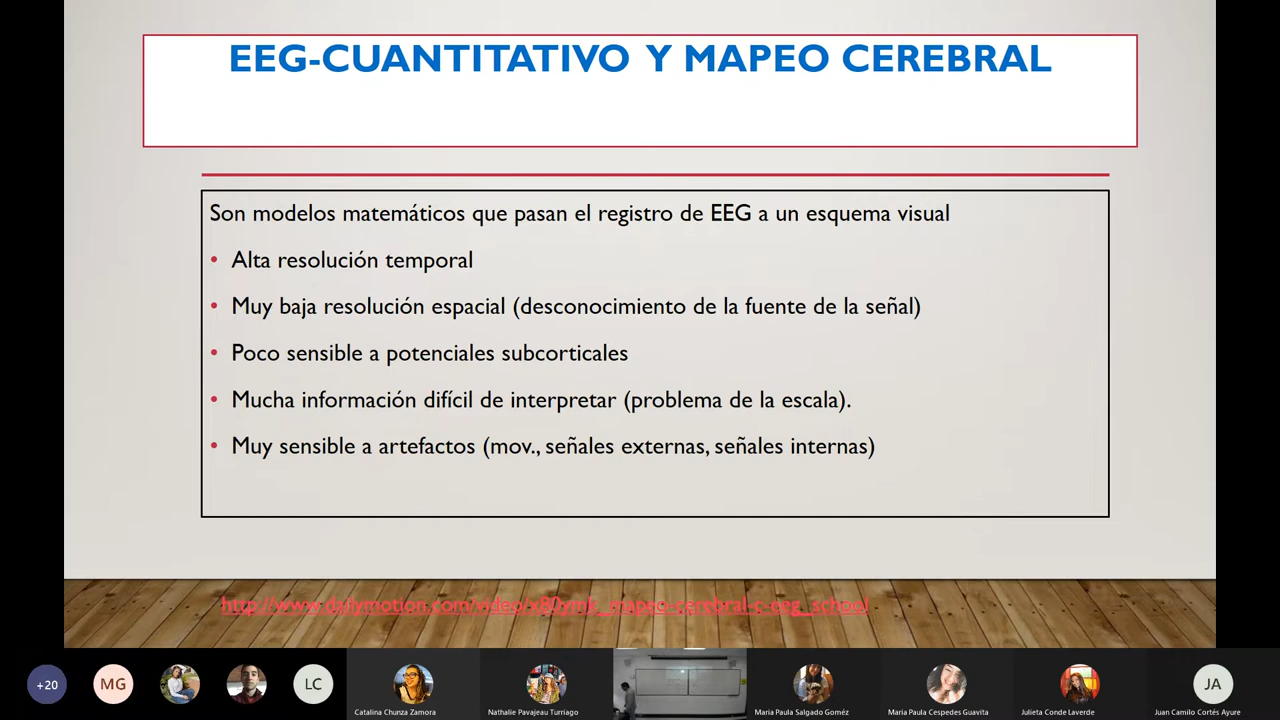 EEG-CUANTITATIVO Y MAPEO CEREBRAL
Son modelos matemáticos que pasan el registro de EEG a un esquema visual
• Alta resolución temporal
• Muy baja resolución espacial (desconocimiento de la fuente de la señal)
• Poco sensible a potenciales subcorticales
• Mucha información difícil de interpretar (problema de la escala).
• Muy sensible a artefactos (mov., señales externas, señales internas)
http://www.dailymotion.com/video/x80ymk_mapeo-cerebral-c-eeg_school
+20
MG
LC
JA
Catalina Chunza Zamora
Nathalie Pavajeau Turriago
Maria Paula Salgado Goméz
Maria Paula Cespedes Guavita
Julieta Conde Laverde
Juan Camilo Cortés Ayure